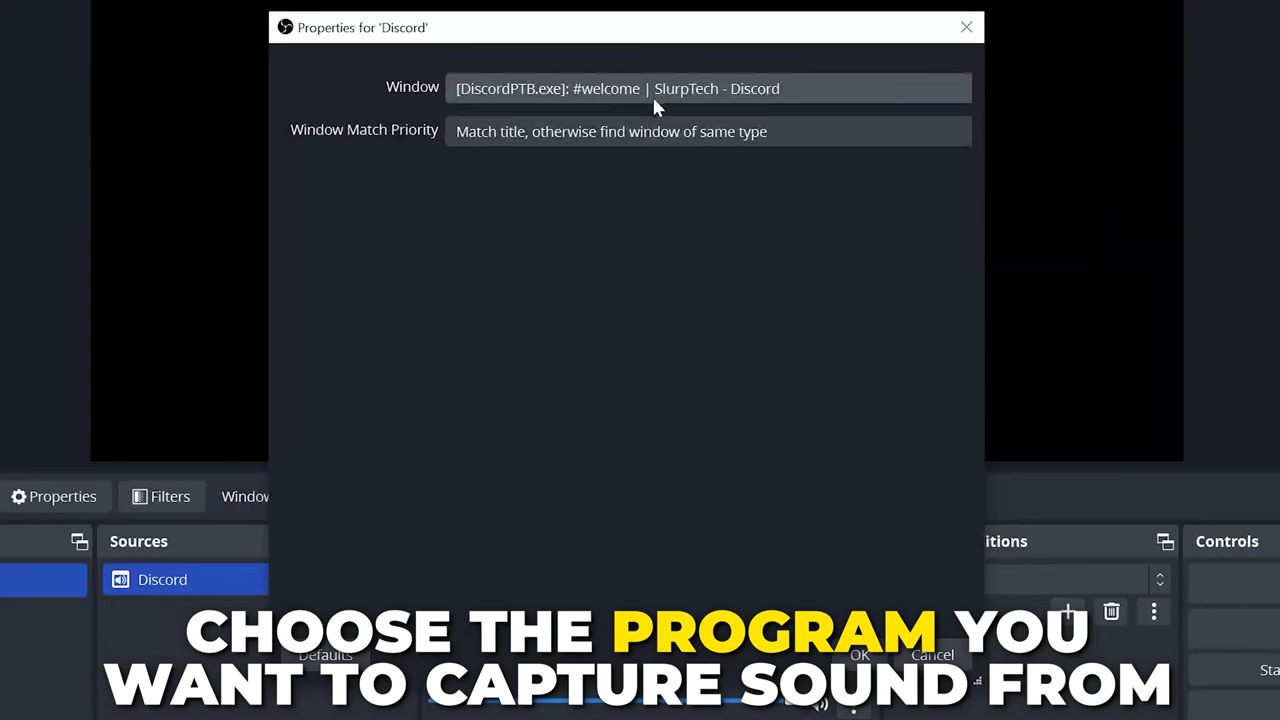 Properties for 'Discord'
Window
[DiscordPTB.exe]: #welcome | SlurpTech - Discord
Window Match Priority
Match title, otherwise find window of same type
Properties
Filters
Window
Sources
itions
Controls
Discord
CHOOSE THE PROGRAM YOU
Defaults
OK
Cancel
WANT TO CAPTURE SOUND FROM
Sta